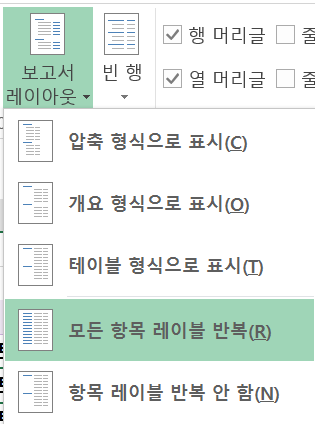 보고서
레이아웃
빈 행
행 머리글
줄
열 머리글
줄
압축 형식으로 표시(C)
개요 형식으로 표시(O)
테이블 형식으로 표시(T)
모든 항목 레이블 반복(R)
항목 레이블 반복 안 함(N)